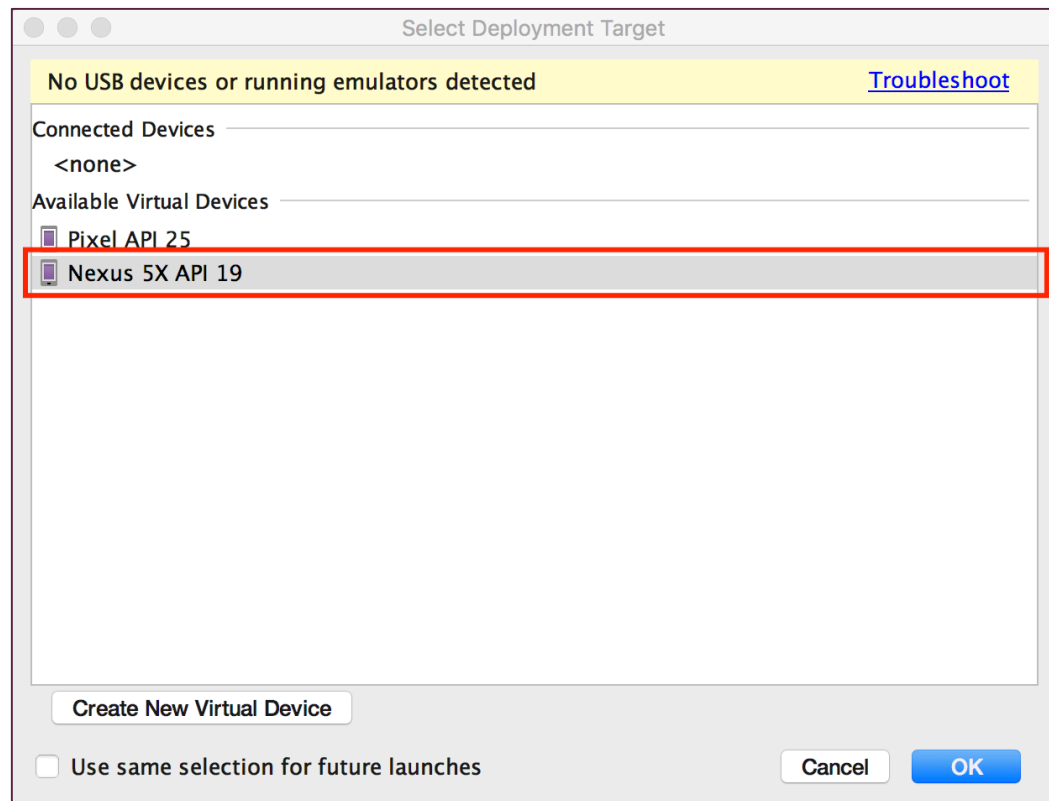 Select Deployment Target
No USB devices or running emulators detected Troubleshoot
Connected Devices
<none>
Available Virtual Devices
Pixel API 25
Nexus 5X API 19
Create New Virtual Device
Use same selection for future launches Cancel OK